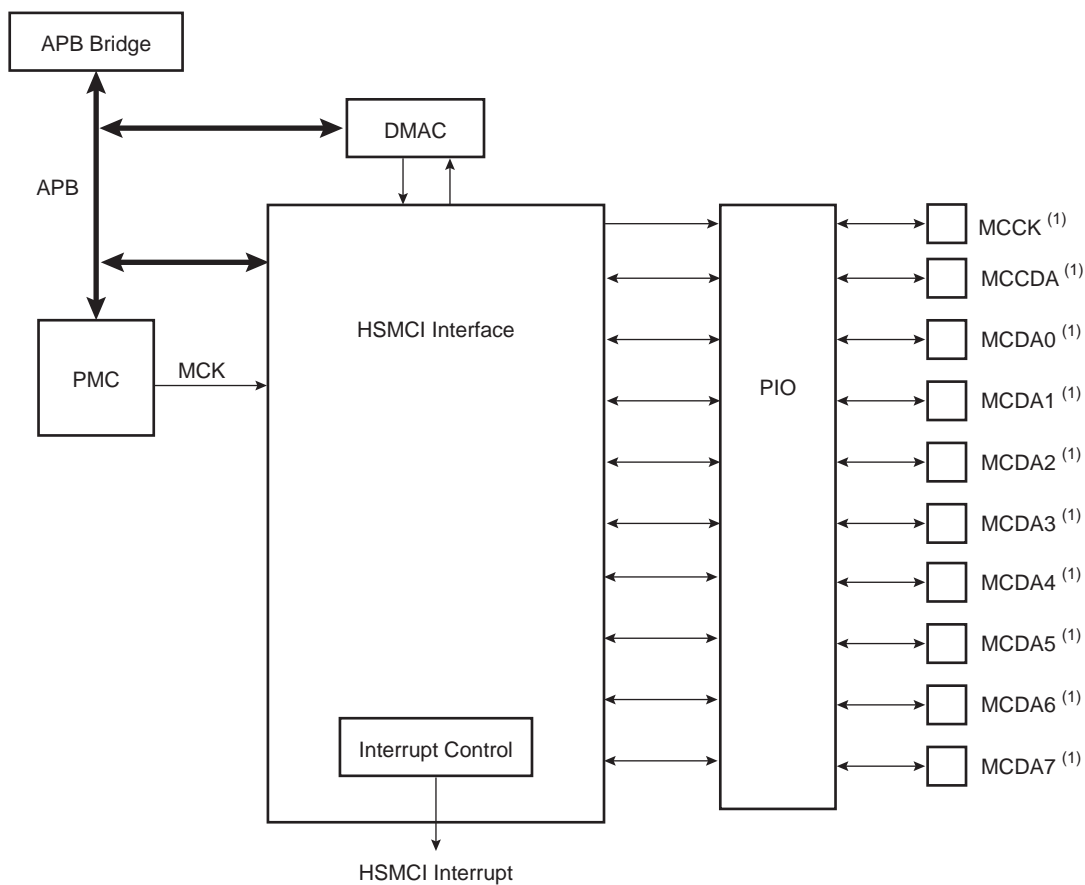 APB Bridge
DMAC
APB
MCCK (1)
MCCDA (1)
HSMCI Interface
MCDA0 (1)
PMC
MCK
PIO
MCDA1 (1)
MCDA2 (1)
MCDA3 (1)
MCDA4 (1)
MCDA5 (1)
MCDA6 (1)
Interrupt Control
MCDA7 (1)
HSMCI Interrupt